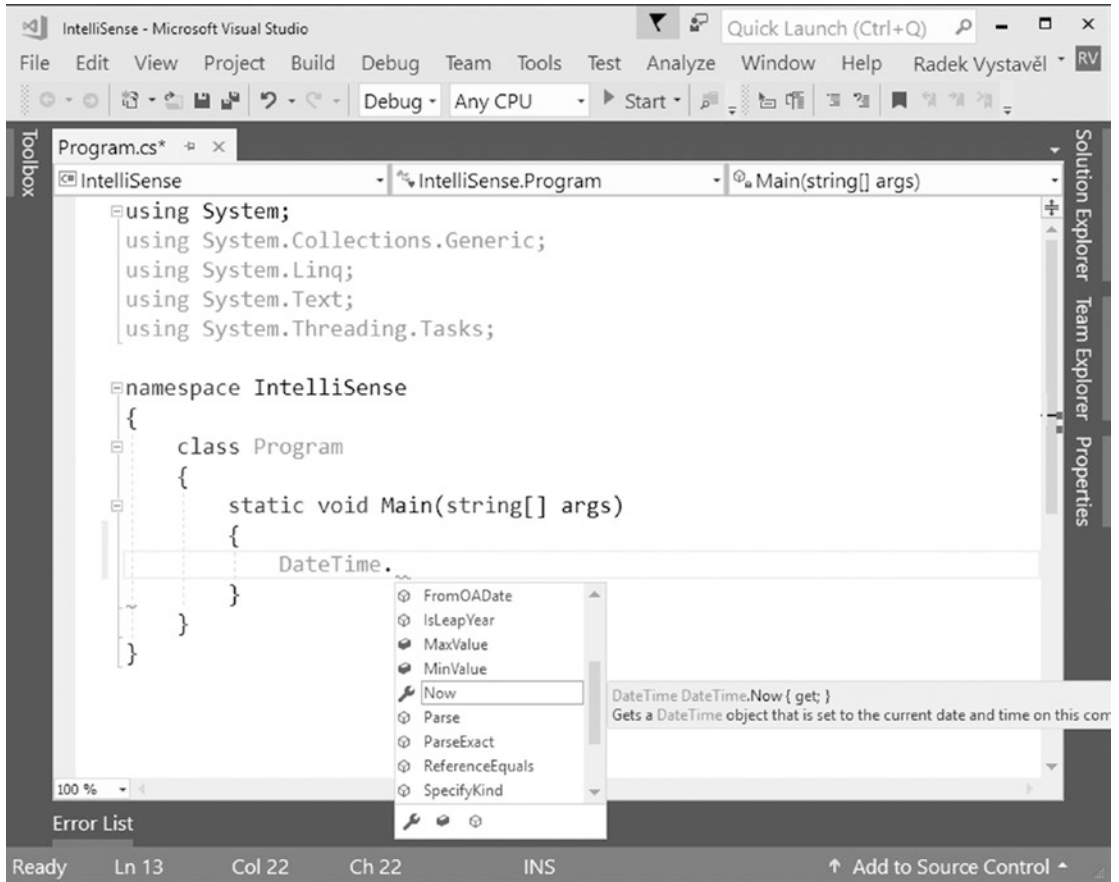 IntelliSense - Microsoft Visual Studio
Quick Launch (Ctrl+Q)
File Edit View Project Build Debug Team Tools Test Analyze Window Help Radek Vystavěl RV
Debug Any CPU Start
Toolbox
Program.cs*
C# IntelliSense IntelliSense.Program Main(string[] args)
using System;
using System.Collections.Generic;
using System.Linq;
using System.Text;
using System.Threading.Tasks;
namespace IntelliSense
{
class Program
{
static void Main(string[] args)
{
DateTime.
}
}
}
FromOADate
IsLeapYear
MaxValue
MinValue
Now
Parse
ParseExact
ReferenceEquals
SpecifyKind
DateTime DateTime.Now { get; }
Gets a DateTime object that is set to the current date and time on this com
Solution Explorer
Team Explorer
Properties
100 %
Error List
Ready Ln 13 Col 22 Ch 22 INS Add to Source Control